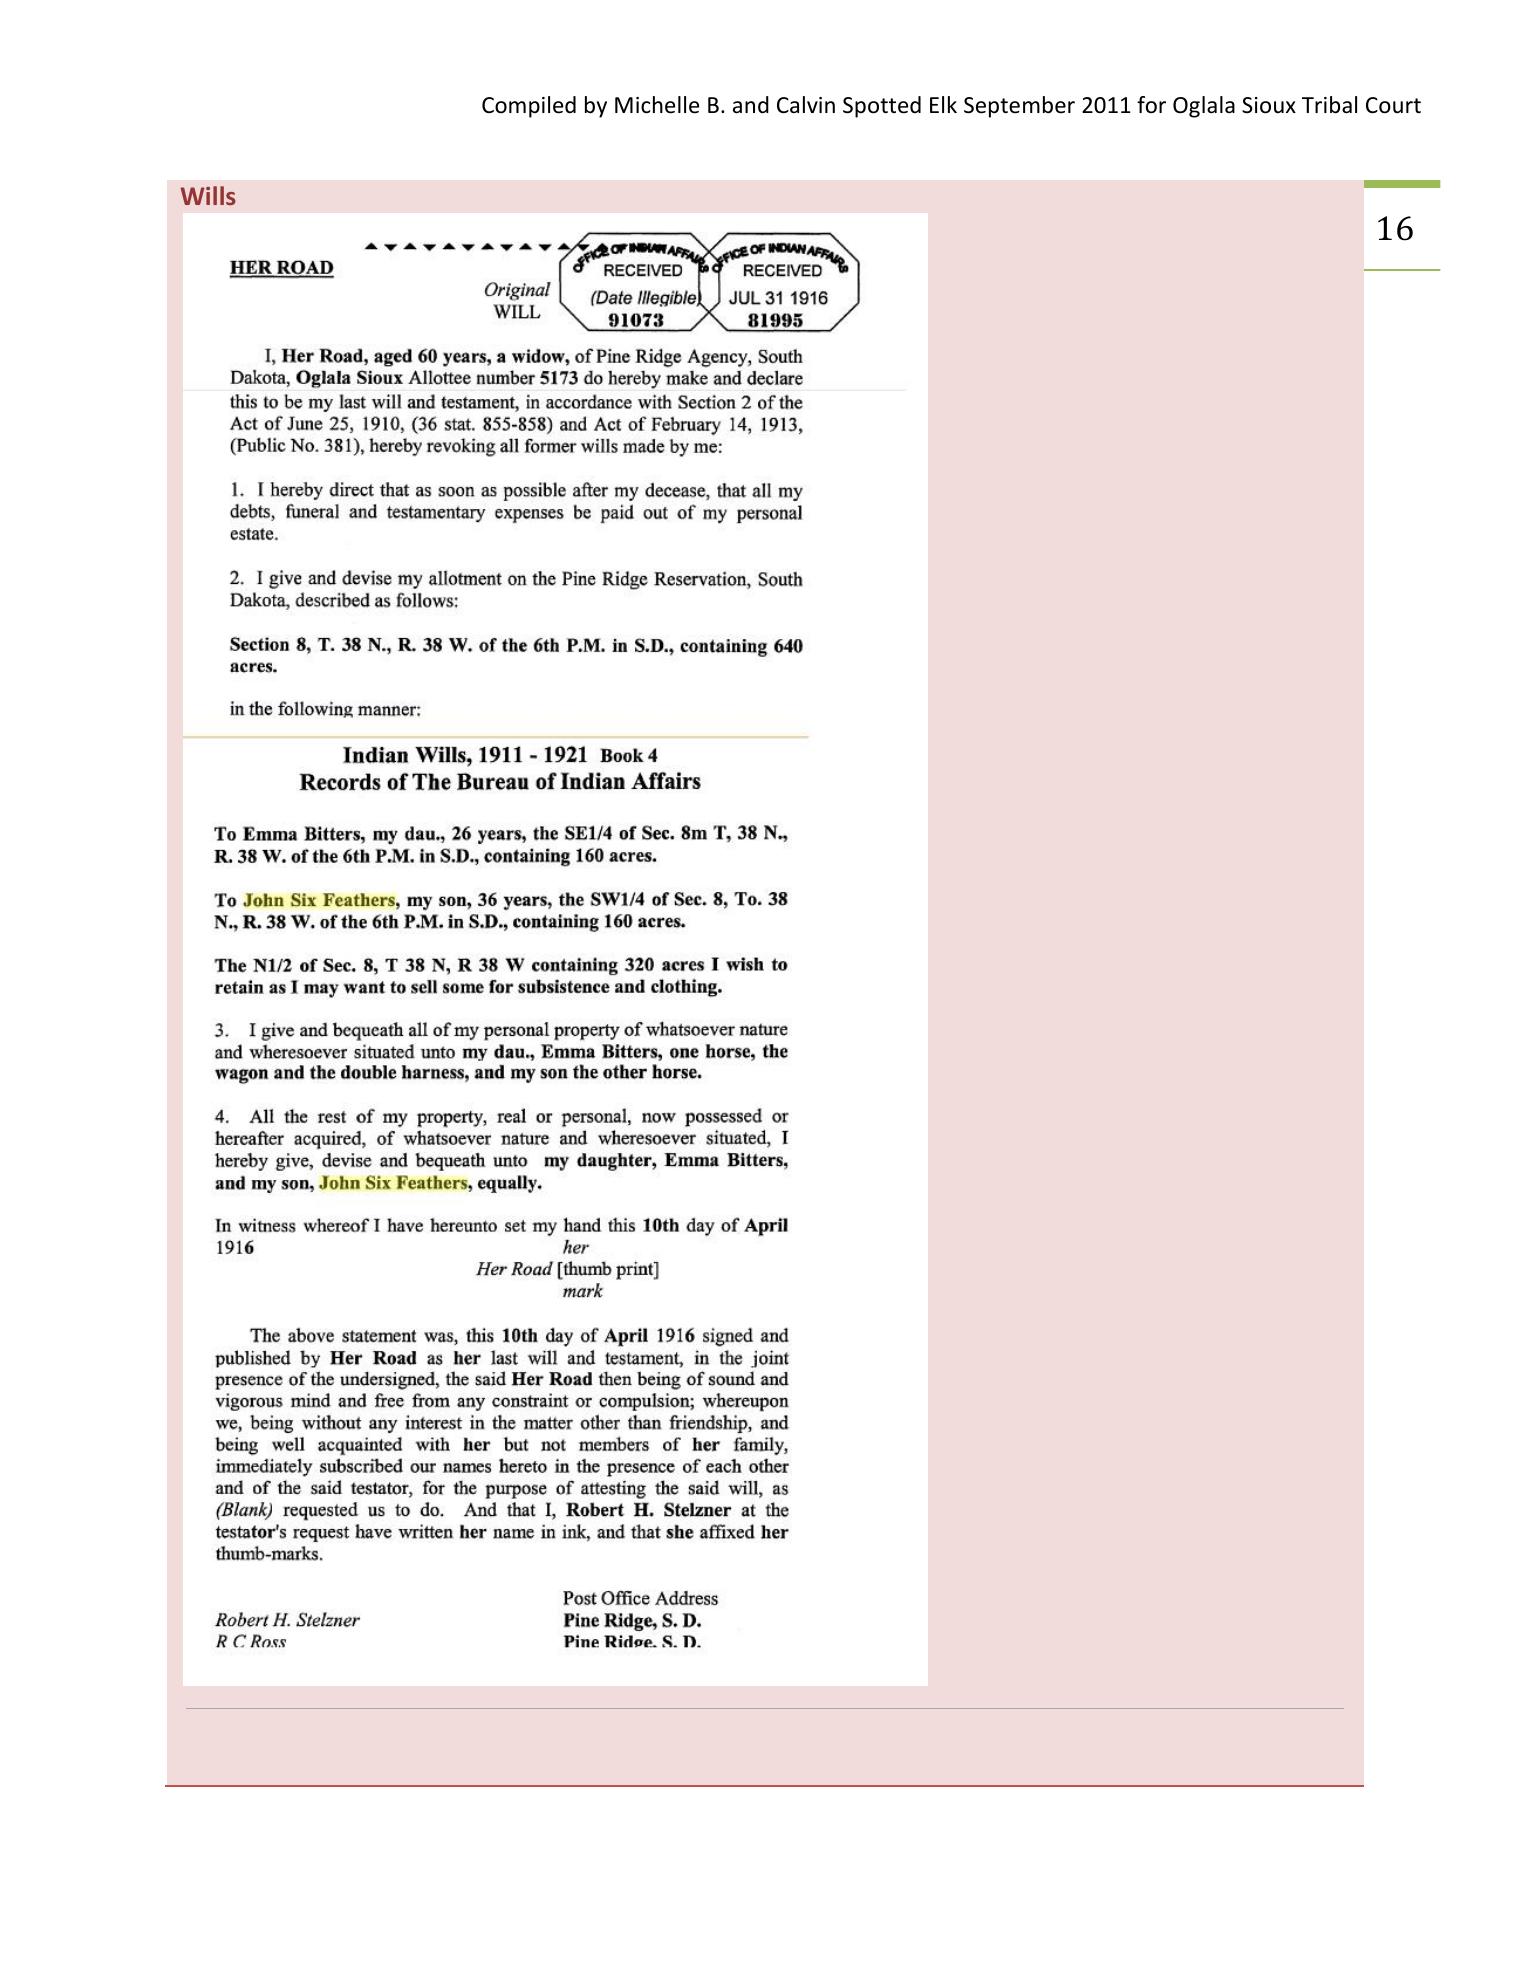 Compiled by Michelle B. and Calvin Spotted Elk September 2011 for Oglala Sioux Tribal Court
16
Wills
HER ROAD
Original
WILL
OFFICE OF INDIAN AFFAIRS
RECEIVED
(Date Illegible)
91073
OFFICE OF INDIAN AFFAIRS
RECEIVED
JUL 31 1916
81995
I, Her Road, aged 60 years, a widow, of Pine Ridge Agency, South
Dakota, Oglala Sioux Allottee number 5173 do hereby make and declare
this to be my last will and testament, in accordance with Section 2 of the
Act of June 25, 1910, (36 stat. 855-858) and Act of February 14, 1913,
(Public No. 381), hereby revoking all former wills made by me:
1. I hereby direct that as soon as possible after my decease, that all my
debts, funeral and testamentary expenses be paid out of my personal
estate.
2. I give and devise my allotment on the Pine Ridge Reservation, South
Dakota, described as follows:
Section 8, T. 38 N., R. 38 W. of the 6th P.M. in S.D., containing 640
acres.
in the following manner:
Indian Wills, 1911 - 1921 Book 4
Records of The Bureau of Indian Affairs
To Emma Bitters, my dau., 26 years, the SE1/4 of Sec. 8m T, 38 N.,
R. 38 W. of the 6th P.M. in S.D., containing 160 acres.
To John Six Feathers, my son, 36 years, the SW1/4 of Sec. 8, To. 38
N., R. 38 W. of the 6th P.M. in S.D., containing 160 acres.
The N1/2 of Sec. 8, T 38 N, R 38 W containing 320 acres I wish to
retain as I may want to sell some for subsistence and clothing.
3. I give and bequeath all of my personal property of whatsoever nature
and wheresoever situated unto my dau., Emma Bitters, one horse, the
wagon and the double harness, and my son the other horse.
4. All the rest of my property, real or personal, now possessed or
hereafter acquired, of whatsoever nature and wheresoever situated, I
hereby give, devise and bequeath unto my daughter, Emma Bitters,
and my son, John Six Feathers, equally.
In witness whereof I have hereunto set my hand this 10th day of April
1916
her
Her Road [thumb print]
mark
The above statement was, this 10th day of April 1916 signed and
published by Her Road as her last will and testament, in the joint
presence of the undersigned, the said Her Road then being of sound and
vigorous mind and free from any constraint or compulsion; whereupon
we, being without any interest in the matter other than friendship, and
being well acquainted with her but not members of her family,
immediately subscribed our names hereto in the presence of each other
and of the said testator, for the purpose of attesting the said will, as
(Blank) requested us to do. And that I, Robert H. Stelzner at the
testator's request have written her name in ink, and that she affixed her
thumb-marks.
Post Office Address
Robert H. Stelzner Pine Ridge, S. D.
R C Ross Pine Ridge. S. D.